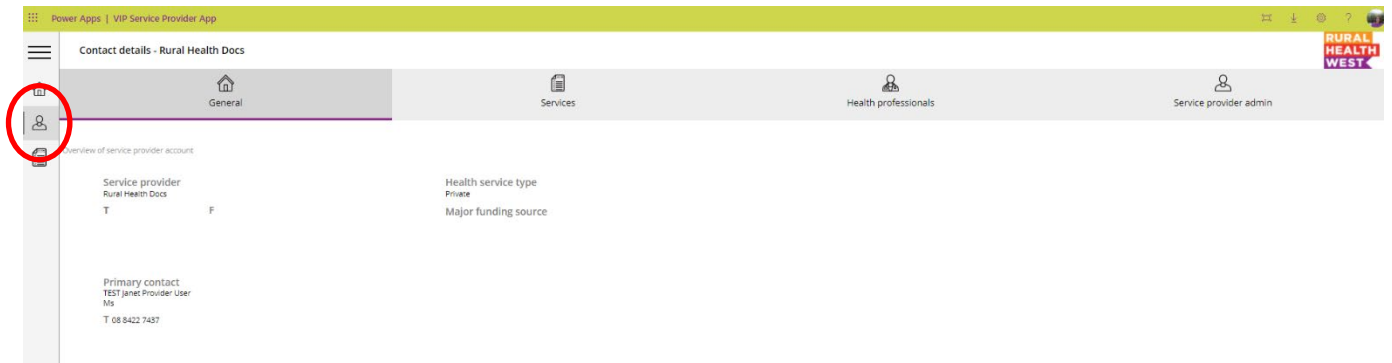 Power Apps | VIP Service Provider App
?
Contact details - Rural Health Docs
RURAL
HEALTH
WEST
General
Services
Health professionals
Service provider admin
Overview of service provider account
Service provider
Rural Health Docs
T F
Health service type
Private
Major funding source
Primary contact
TEST Janet Provider User
Ms
T 08 8422 7437